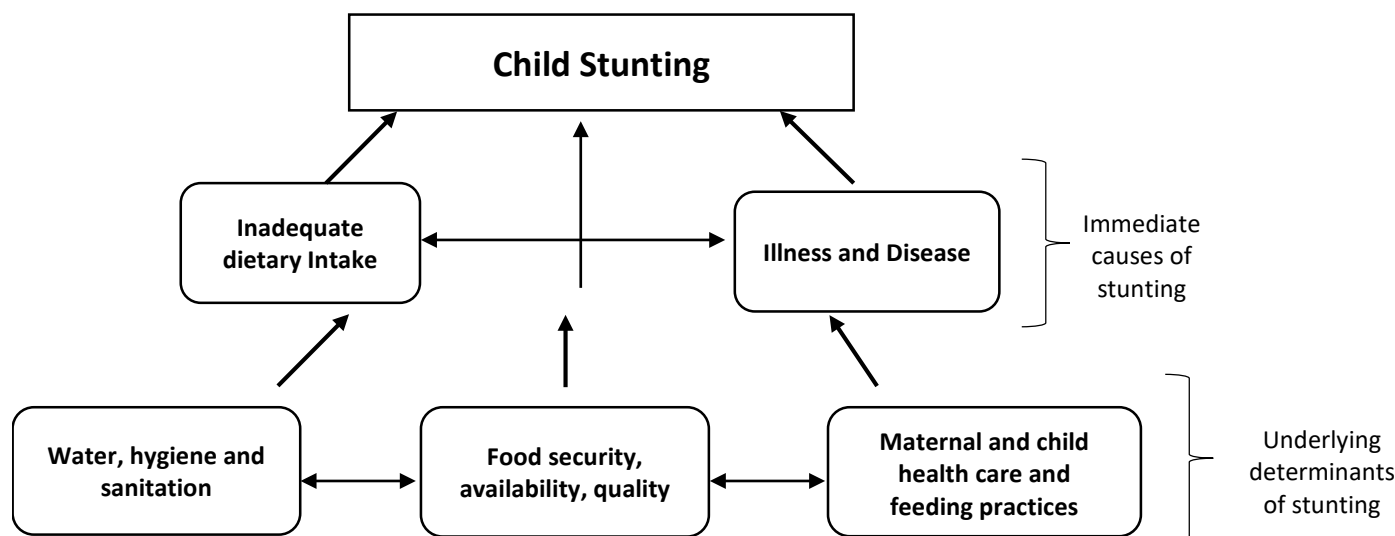 Child Stunting
Inadequate
dietary Intake
Illness and Disease
Immediate
causes of
stunting
Water, hygiene and
sanitation
Food security,
availability, quality
Maternal and child
health care and
feeding practices
Underlying
determinants
of stunting